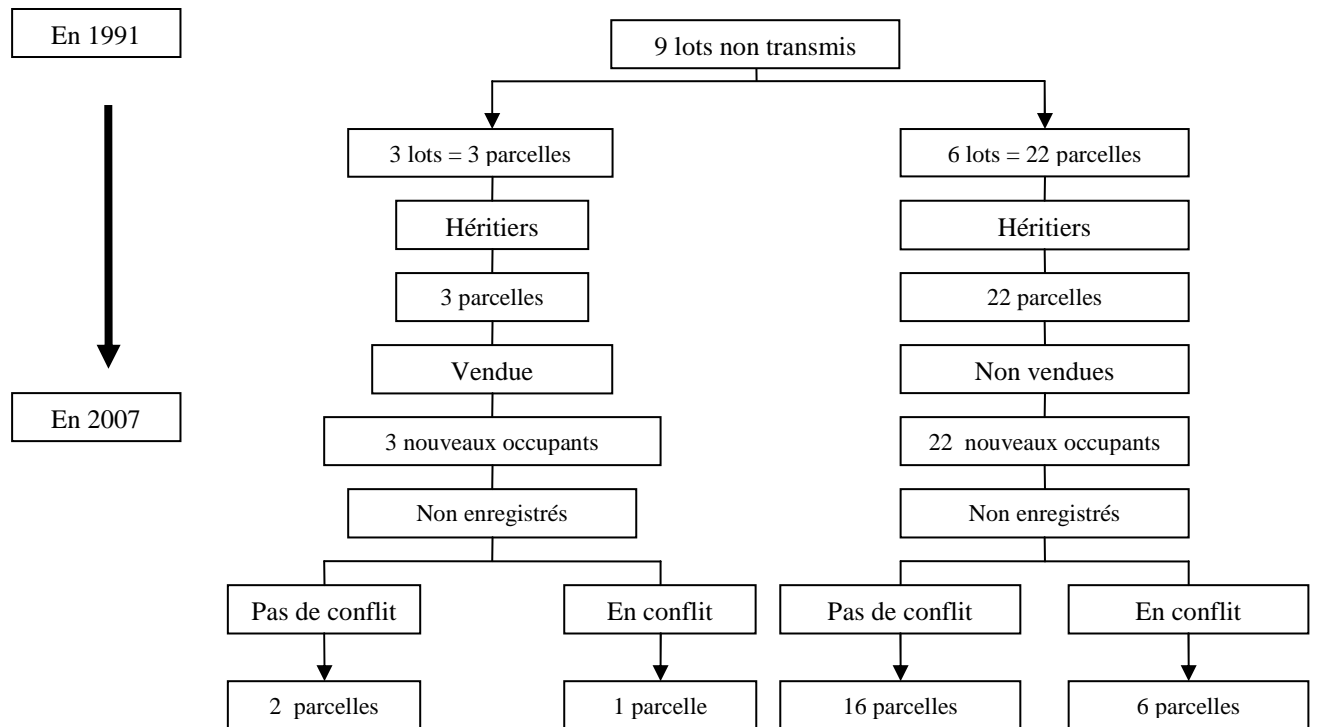 En 1991
9 lots non transmis
3 lots = 3 parcelles
6 lots = 22 parcelles
Héritiers
Héritiers
3 parcelles
22 parcelles
Vendue
Non vendues
En 2007
3 nouveaux occupants
22 nouveaux occupants
Non enregistrés
Non enregistrés
Pas de conflit
En conflit
Pas de conflit
En conflit
2 parcelles
1 parcelle
16 parcelles
6 parcelles